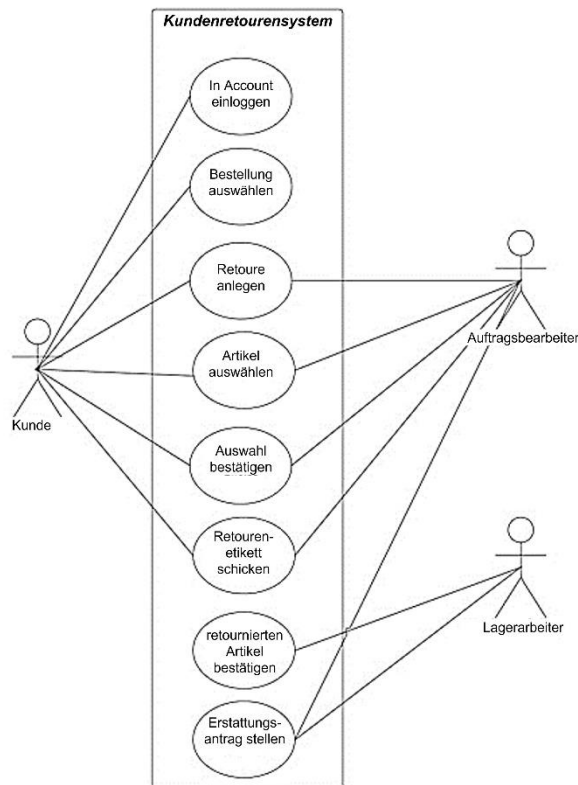 Kundenretourensystem
In Account
einloggen
Bestellung
auswählen
Retoure
anlegen
Auftragsbearbeiter
Artikel
auswählen
Kunde
Auswahl
bestätigen
Retouren-
etikett
schicken
Lagerarbeiter
retournierten
Artikel
bestätigen
Erstattungs-
antrag stellen